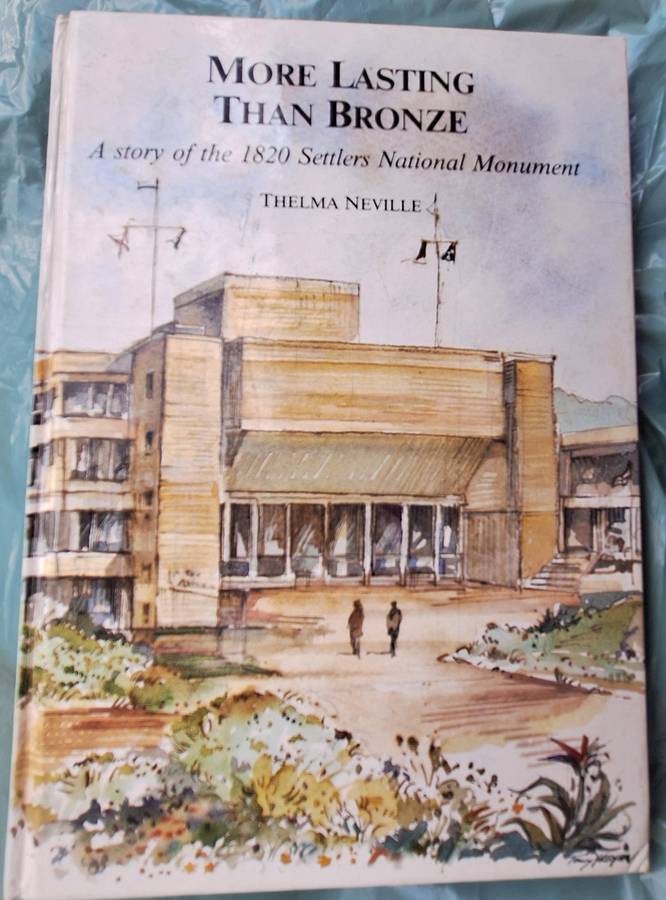 MORE LASTING
THAN BRONZE
A story of the 1820 Settlers National Monument
THELMA NEVILLE